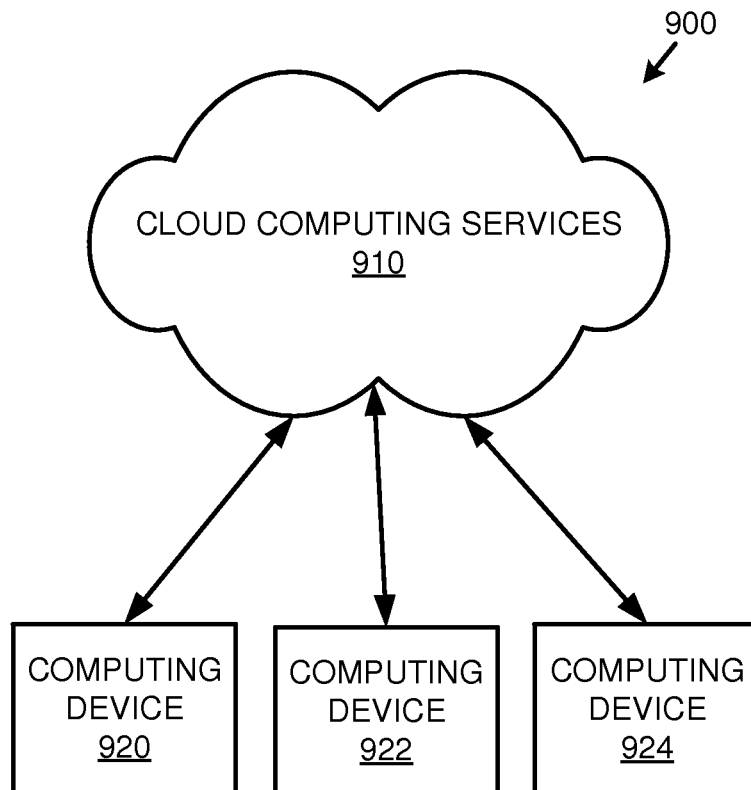 900
CLOUD COMPUTING SERVICES
910
COMPUTING
DEVICE
920
COMPUTING
DEVICE
922
COMPUTING
DEVICE
924